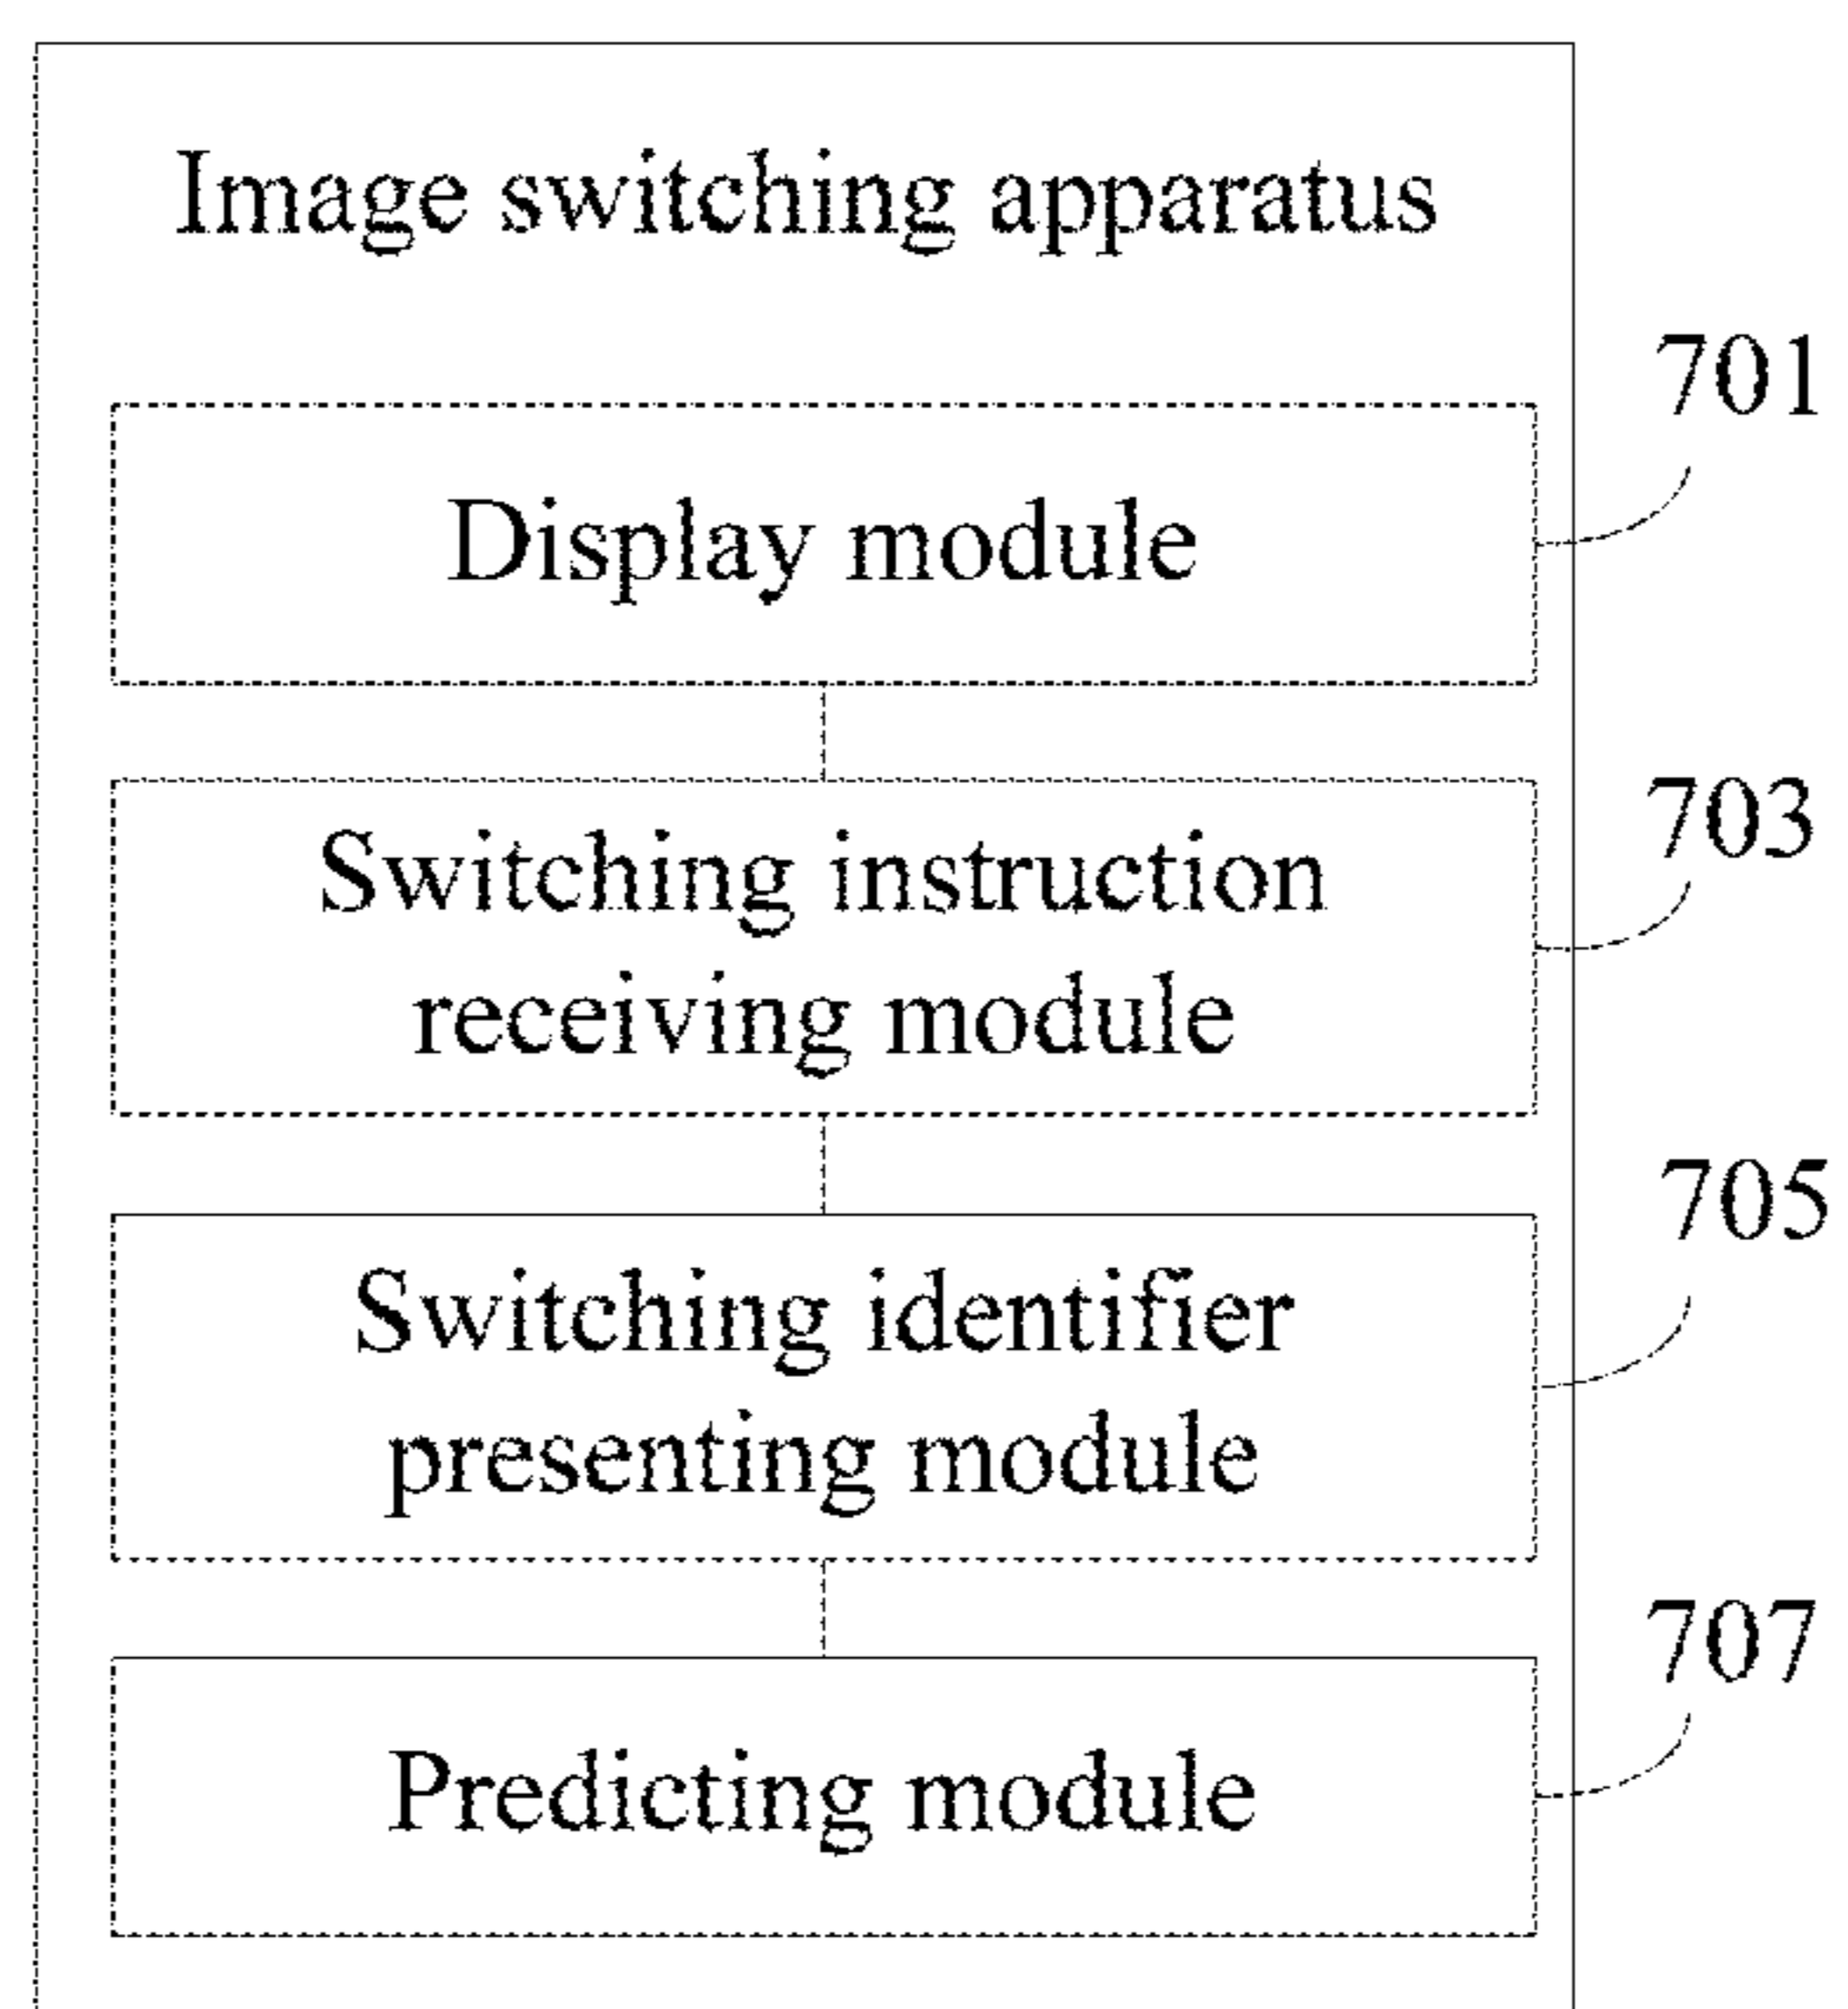 Image switching apparatus
701
Display module
703
Switching instruction
receiving module
705
Switching identifier
presenting module
707
Predicting module